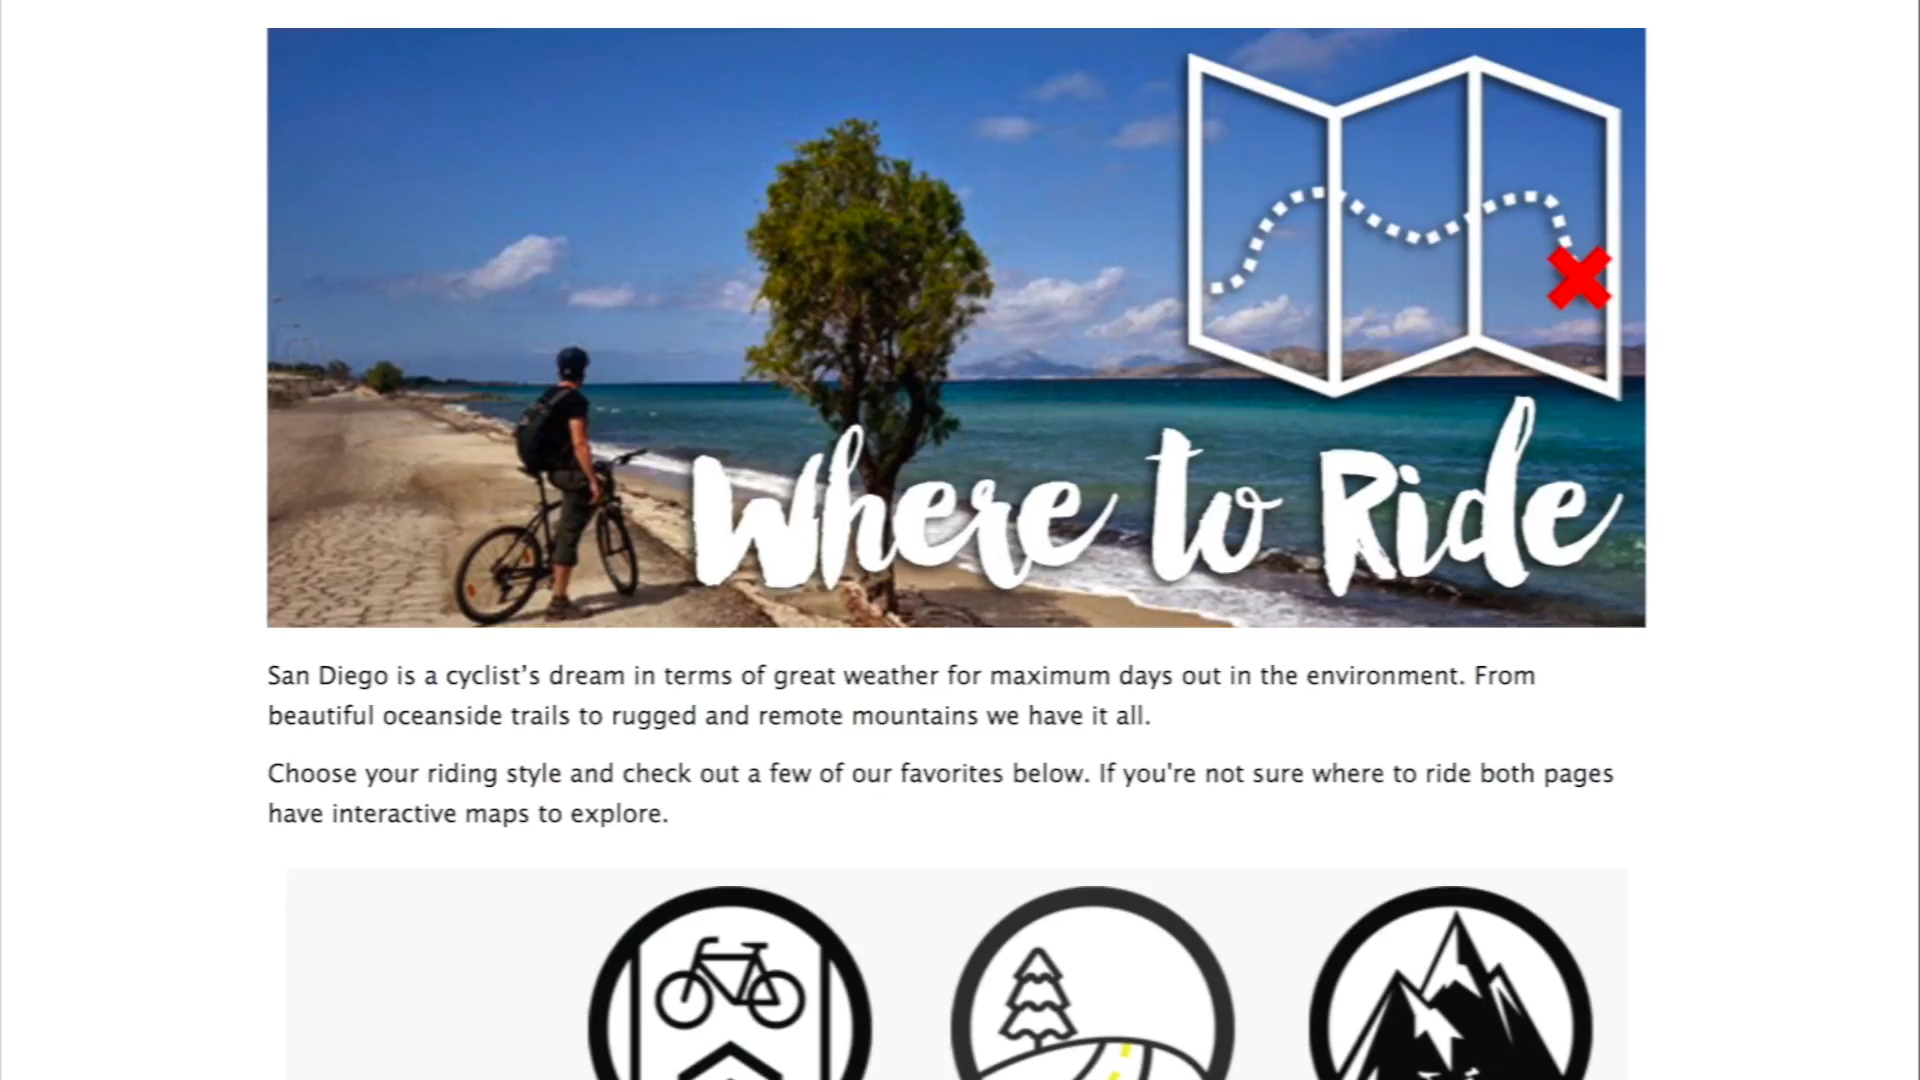 Where to Ride
San Diego is a cyclist’s dream in terms of great weather for maximum days out in the environment. From
beautiful oceanside trails to rugged and remote mountains we have it all.
Choose your riding style and check out a few of our favorites below. If you're not sure where to ride both pages
have interactive maps to explore.